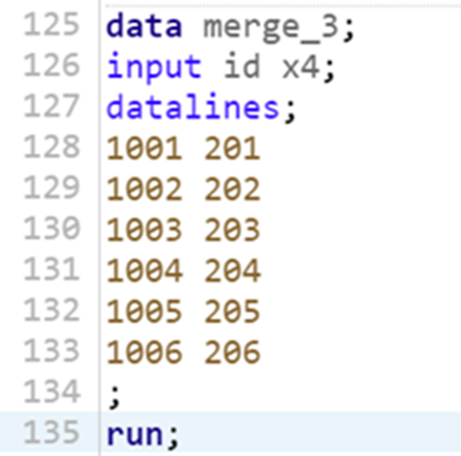 125 data merge_3;
126 input id x4;
127 datalines;
128 1001 201
129 1002 202
130 1003 203
131 1004 204
132 1005 205
133 1006 206
134 ;
135 run;